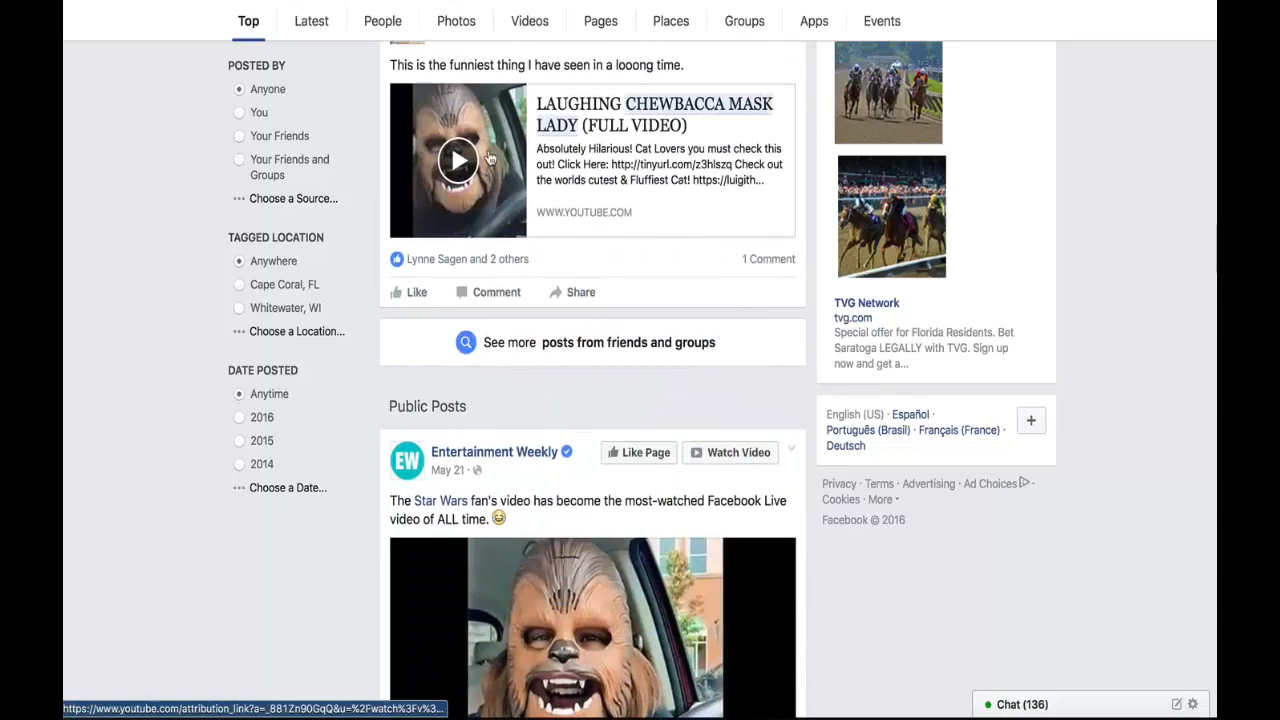 Top Latest People Photos Videos Pages Places Groups Apps Events
POSTED BY
Anyone
You
Your Friends
Your Friends and
Groups
Choose a Source...
TAGGED LOCATION
Anywhere
Cape Coral, FL
Whitewater, WI
Choose a Location...
DATE POSTED
Anytime
2016
2015
2014
Choose a Date...
This is the funniest thing I have seen in a looong time.
LAUGHING CHEWBACCA MASK
LADY (FULL VIDEO)
Absolutely Hilarious! Cat Lovers you must check this
out! Click Here: http://tinyurl.com/z3hlszq Check out
the worlds cutest & Fluffiest Cat! https://luigith...
WWW.YOUTUBE.COM
Lynne Sagen and 2 others 1 Comment
Like Comment Share
See more posts from friends and groups
Public Posts
EW
Entertainment Weekly Like Page Watch Video
May 21 ·
The Star Wars fan's video has become the most-watched Facebook Live
video of ALL time.
TVG Network
tvg.com
Special offer for Florida Residents. Bet
Saratoga LEGALLY with TVG. Sign up
now and get a...
English (US) · Español ·
Português (Brasil) · Français (France) ·
Deutsch
Privacy · Terms · Advertising · Ad Choices ·
Cookies · More
Facebook © 2016
https://www.youtube.com/attribution_link?a=_881Zn90GqQ&u=%2Fwatch%3Fv%3...
Chat (136)